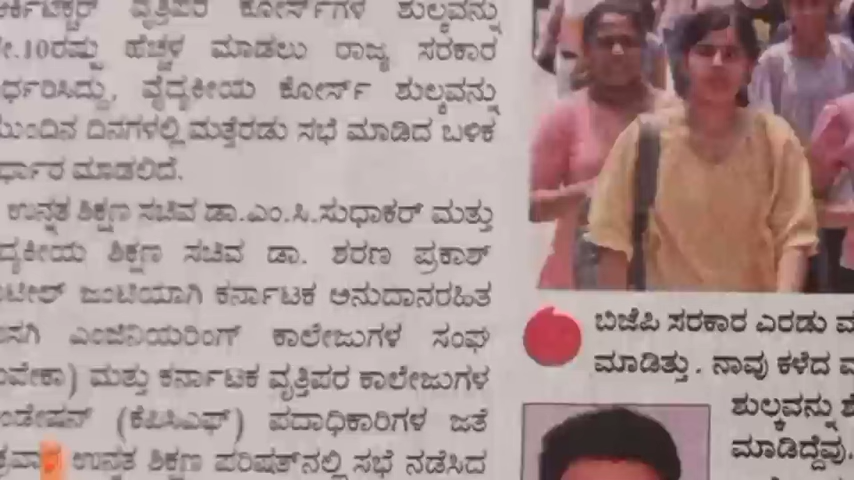 ವೃತ್ತಿಪರ ಕೋರ್ಸ್‌ಗಳ ಶುಲ್ಕವನ್ನು
ಶೇ.10ರಷ್ಟು ಹೆಚ್ಚಳ ಮಾಡಲು ರಾಜ್ಯ ಸರಕಾರ
ರ್ಧರಿಸಿದ್ದು, ವೈದ್ಯಕೀಯ ಕೋರ್ಸ್ ಶುಲ್ಕವನ್ನು
ಮುಂದಿನ ದಿನಗಳಲ್ಲಿ ಮತ್ತೆರಡು ಸಭೆ ಮಾಡಿದ ಬಳಿಕ
ರ್ಧಾರ ಮಾಡಲಿದೆ.
ಉನ್ನತ ಶಿಕ್ಷಣ ಸಚಿವ ಡಾ.ಎಂ.ಸಿ.ಸುಧಾಕರ್ ಮತ್ತು
ದ್ಯಕೀಯ ಶಿಕ್ಷಣ ಸಚಿವ ಡಾ. ಶರಣ ಪ್ರಕಾಶ್
ಪಾಟೀಲ್ ಜಂಟಿಯಾಗಿ ಕರ್ನಾಟಕ ಅನುದಾನರಹಿತ
ಸಗಿ ಎಂಜಿನಿಯರಿಂಗ್ ಕಾಲೇಜುಗಳ ಸಂಘ
ಮತ್ತು ಕರ್ನಾಟಕ ವೃತ್ತಿಪರ ಕಾಲೇಜುಗಳ
ಂಡೇಷನ್ (ಕೆಪಿಸಿಎಫ್) ಪದಾಧಿಕಾರಿಗಳ ಜತೆ
ಉನ್ನತ ಶಿಕ್ಷಣ ಪರಿಷತ್‌ನಲ್ಲಿ ಸಭೆ ನಡೆಸಿದ
ಬಿಜೆಪಿ ಸರಕಾರ ಎರಡು
ಮಾಡಿತ್ತು. ನಾವು ಕಳೆದ
ಶುಲ್ಕವನ್ನು
ಮಾಡಿದ್ದೆವು.